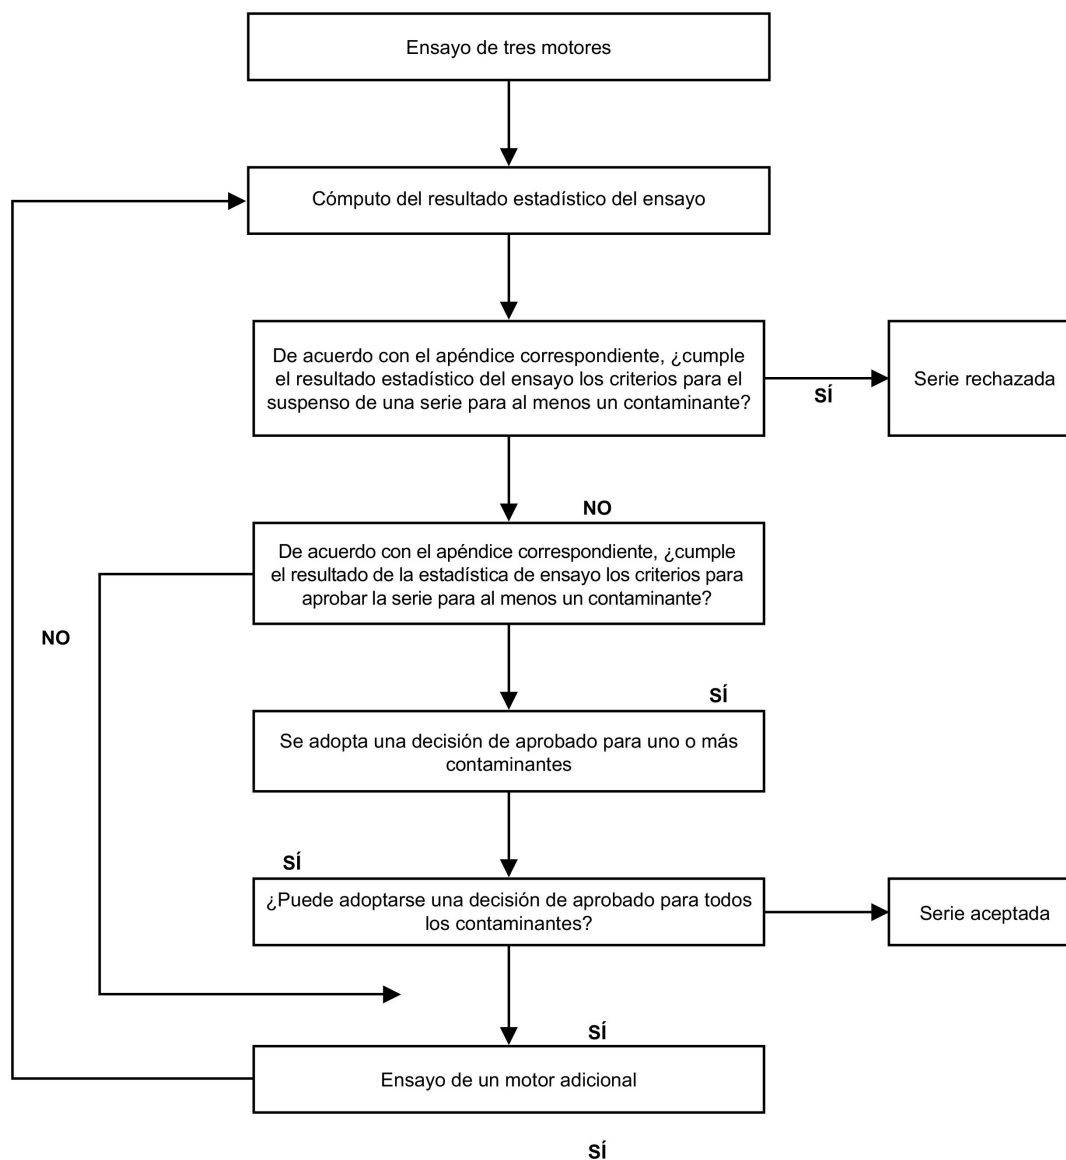 Ensayo de tres motores
Cómputo del resultado estadístico del ensayo
De acuerdo con el apéndice correspondiente, ¿cumple
el resultado estadístico del ensayo los criterios para el
suspenso de una serie para al menos un contaminante?
SÍ
Serie rechazada
NO
De acuerdo con el apéndice correspondiente, ¿cumple
el resultado de la estadística de ensayo los criterios para
aprobar la serie para al menos un contaminante?
NO
SÍ
Se adopta una decisión de aprobado para uno o más
contaminantes
SÍ
¿Puede adoptarse una decisión de aprobado para todos
los contaminantes?
Serie aceptada
SÍ
Ensayo de un motor adicional
SÍ